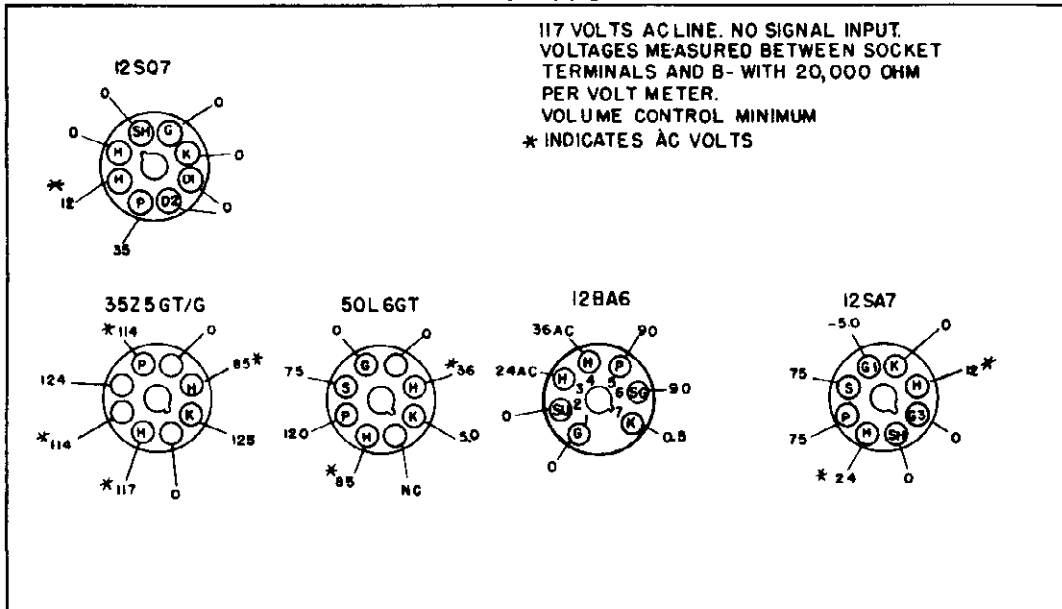 117 VOLTS AC LINE. NO SIGNAL INPUT.
VOLTAGES MEASURED BETWEEN SOCKET
TERMINALS AND B- WITH 20,000 OHM
PER VOLT METER.
VOLUME CONTROL MINIMUM
* INDICATES AC VOLTS
12SQ7
0 0
SH G
0 H K 0
* 12 H D1 0
P D2 0
35
35Z5GT/G
*114 0
P
124 H 85*
*114 K 125
H
*117 0
50L6GT
0 0
G
75 S H *36
120 P K 5.0
H
*85 NC
12BA6
36AC 90
H P
24AC H 4 5
3 6 SG 90
0 SU 2 7
1 K 0.5
G
0
12SA7
-5.0 0
G1 K
75 S H 12*
75 P G3 0
H SH
*24 0